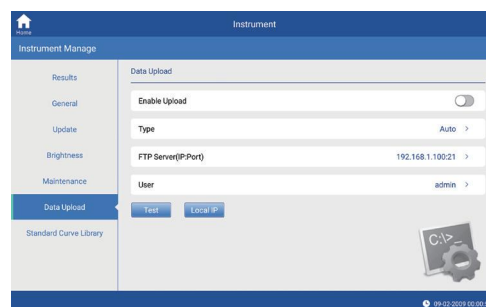 Instrument
Home
Instrument Manage
Results
General
Update
Brightness
Maintenance
Data Upload
Standard Curve Library
Data Upload
Enable Upload
Type Auto >
FTP Server(IP:Port) 192.168.1.100:21 >
User admin >
Test Local IP
C:\>_
09-02-2009 00:00: